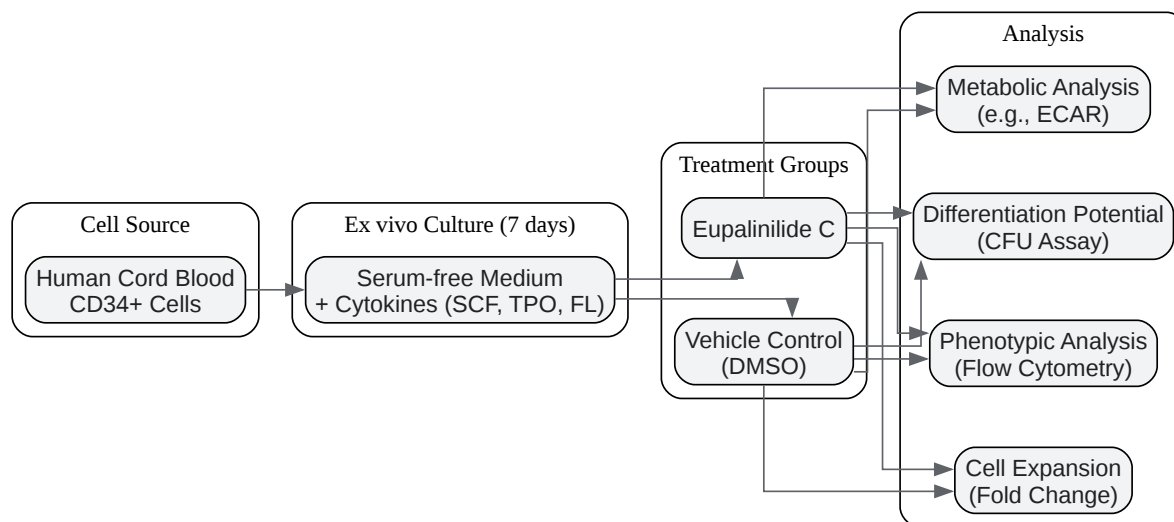 Cell Source
Human Cord Blood
CD34+ Cells
Ex vivo Culture (7 days)
Serum-free Medium
+ Cytokines (SCF, TPO, FL)
Treatment Groups
Eupalinilide C
Vehicle Control
(DMSO)
Analysis
Metabolic Analysis
(e.g., ECAR)
Differentiation Potential
(CFU Assay)
Phenotypic Analysis
(Flow Cytometry)
Cell Expansion
(Fold Change)